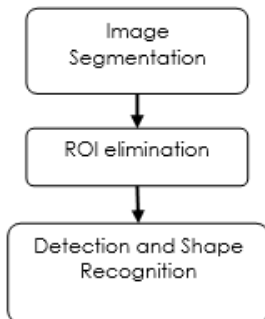 Image
Segmentation
ROI elimination
Detection and Shape
Recognition